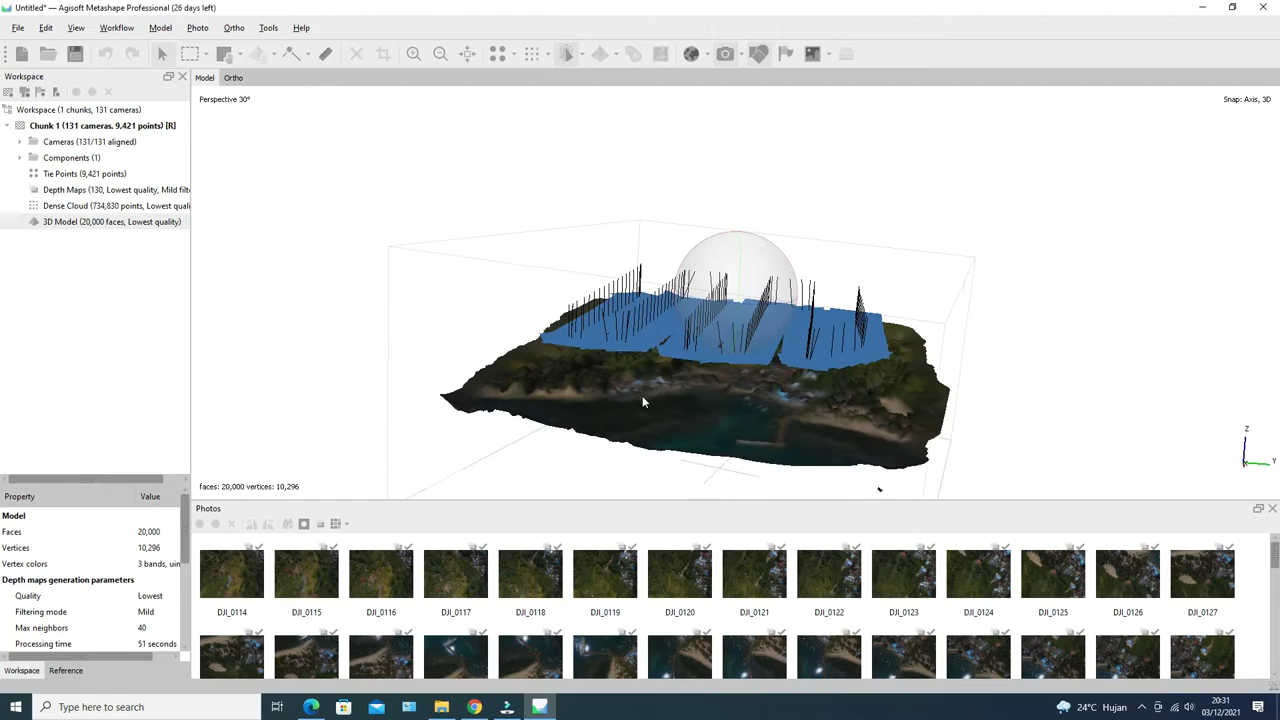 Untitled* — Agisoft Metashape Professional (26 days left)
File Edit View Workflow Model Photo Ortho Tools Help
Workspace
Model Ortho
Perspective 30°
Snap: Axis, 3D
Workspace (1 chunks, 131 cameras)
Chunk 1 (131 cameras, 9,421 points) [R]
Cameras (131/131 aligned)
Components (1)
Tie Points (9,421 points)
Depth Maps (130, Lowest quality, Mild filte
Dense Cloud (734,830 points, Lowest quali
3D Model (20,000 faces, Lowest quality)
Z
Y
faces: 20,000 vertices: 10,296
Property Value
Model
Faces 20,000
Vertices 10,296
Vertex colors 3 bands, uin
Depth maps generation parameters
Quality Lowest
Filtering mode Mild
Max neighbors 40
Processing time 51 seconds
Workspace Reference
Photos
DJI_0114 DJI_0115 DJI_0116 DJI_0117 DJI_0118 DJI_0119 DJI_0120 DJI_0121 DJI_0122 DJI_0123 DJI_0124 DJI_0125 DJI_0126 DJI_0127
Type here to search
24°C Hujan
20:31
03/12/2021